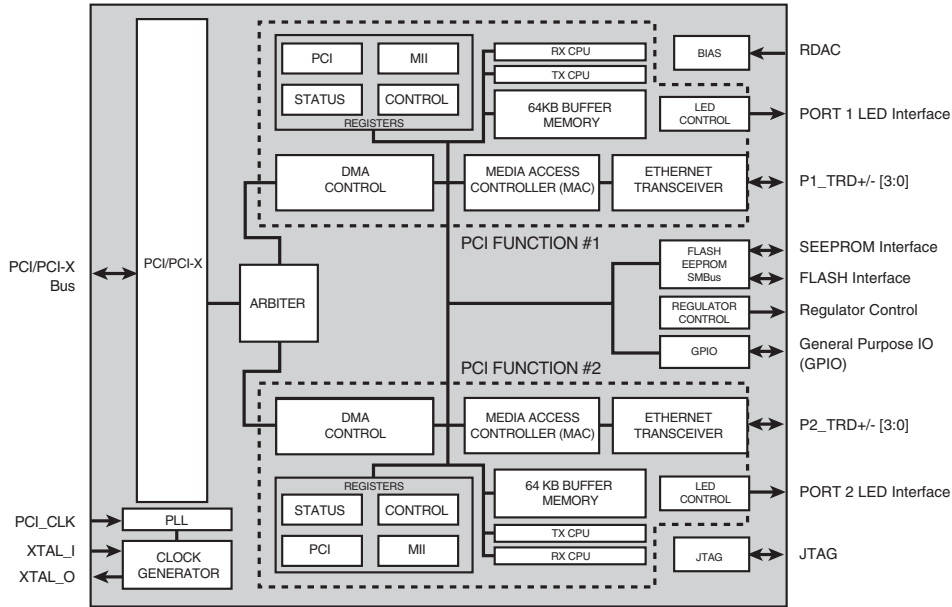 PCI
MII
STATUS
CONTROL
REGISTERS
RX CPU
TX CPU
64KB BUFFER
MEMORY
BIAS
RDAC
LED
CONTROL
PORT 1 LED Interface
DMA
CONTROL
MEDIA ACCESS
CONTROLLER (MAC)
ETHERNET
TRANSCEIVER
P1_TRD+/- [3:0]
PCI FUNCTION #1
PCI/PCI-X
Bus
PCI/PCI-X
ARBITER
FLASH
EEPROM
SMBus
SEEPROM Interface
FLASH Interface
REGULATOR
CONTROL
Regulator Control
GPIO
General Purpose IO
(GPIO)
PCI FUNCTION #2
DMA
CONTROL
MEDIA ACCESS
CONTROLLER (MAC)
ETHERNET
TRANSCEIVER
P2_TRD+/- [3:0]
REGISTERS
STATUS
CONTROL
PCI
MII
64 KB BUFFER
MEMORY
TX CPU
RX CPU
LED
CONTROL
PORT 2 LED Interface
JTAG
JTAG
PCI_CLK
PLL
XTAL_I
XTAL_O
CLOCK
GENERATOR